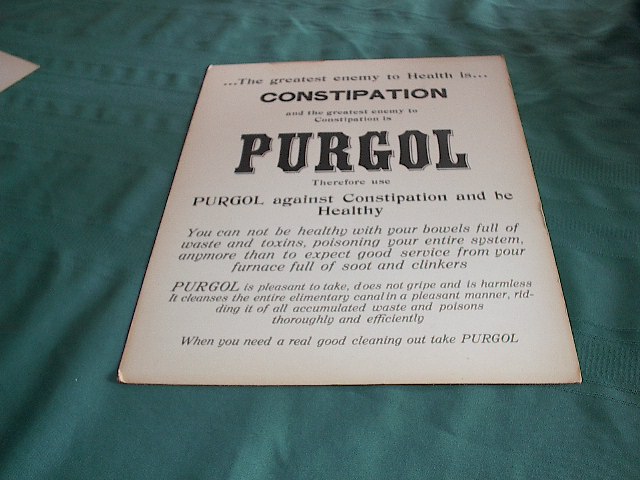 ...The greatest enemy to Health is...
CONSTIPATION
and the greatest enemy to
Constipation is
PURGOL
Therefore use
PURGOL against Constipation and be
Healthy
You can not be healthy with your bowels full of
waste and toxins, poisoning your entire system,
anymore than to expect good service from your
furnace full of soot and clinkers
PURGOL is pleasant to take, does not gripe and is harmless
It cleanses the entire elimentary canal in a pleasant manner, rid-
ding it of all accumulated waste and poisons
thoroughly and efficiently
When you need a real good cleaning out take PURGOL